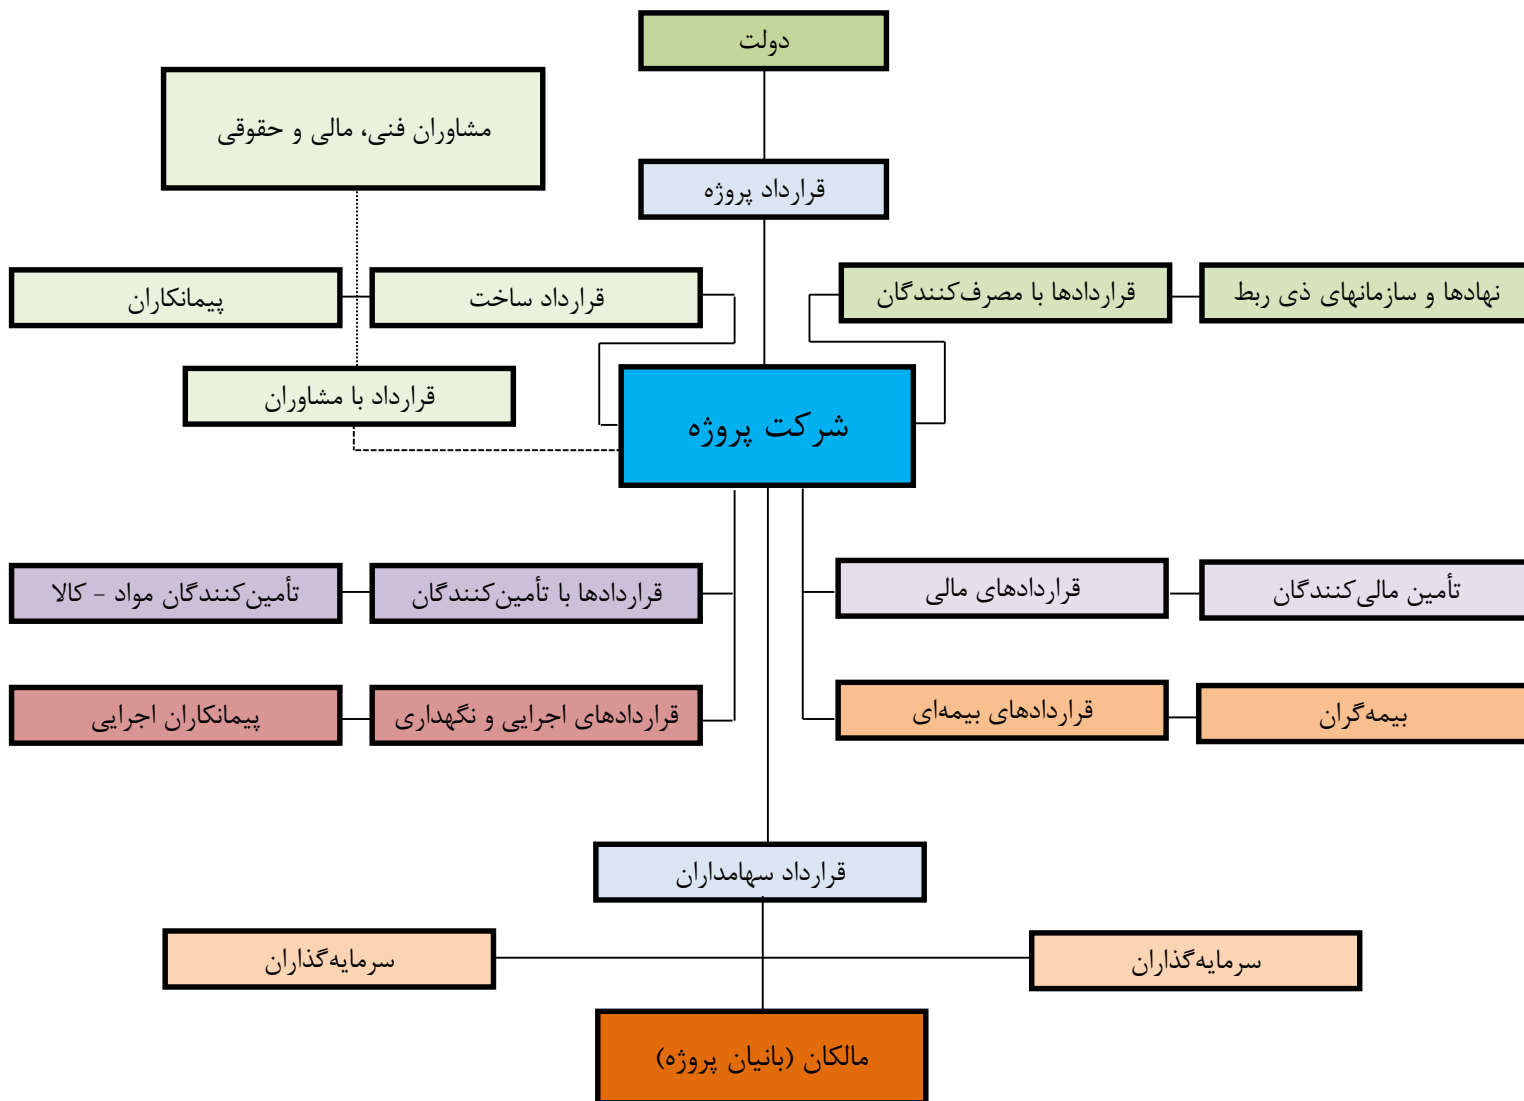 دولت
مشاوران فنی، مالی و حقوقی
قرارداد پروژه
نهادها و سازمانهای ذی ربط
قراردادها با مصرف‌کنندگان
قرارداد ساخت
پیمانکاران
قرارداد با مشاوران
شرکت پروژه
تأمین مالی‌کنندگان
قراردادهای مالی
قراردادها با تأمین‌کنندگان
تأمین‌کنندگان مواد - کالا
بیمه‌گران
قراردادهای بیمه‌ای
قراردادهای اجرایی و نگهداری
پیمانکاران اجرایی
قرارداد سهامداران
سرمایه‌گذاران
سرمایه‌گذاران
مالکان (بانیان پروژه)